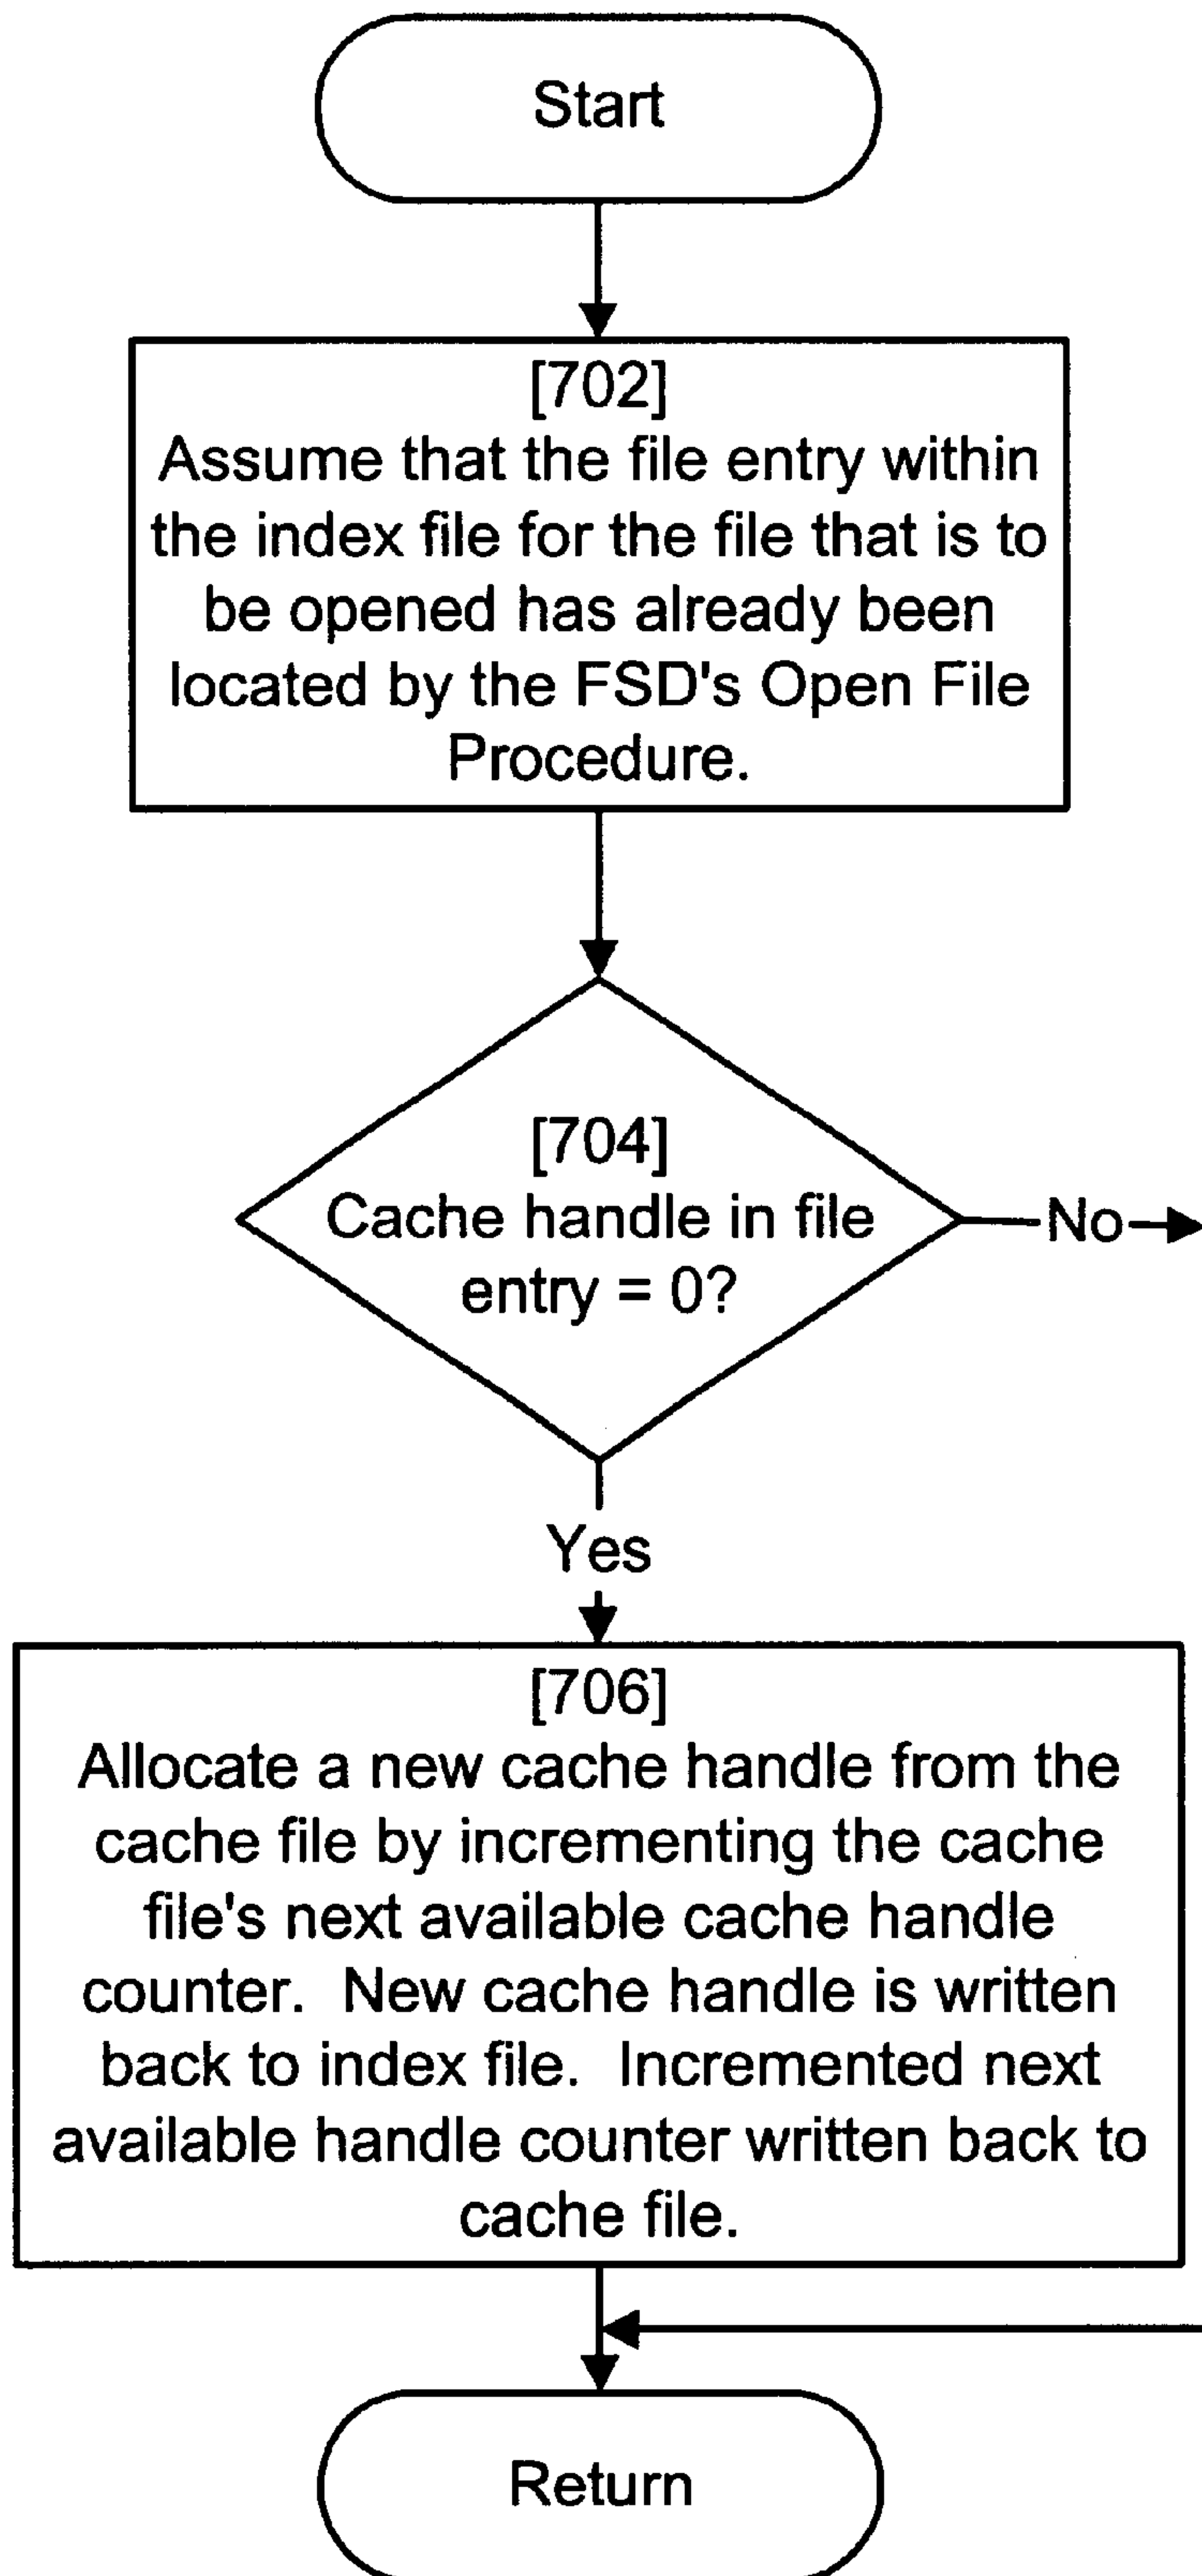 Start
[702]
Assume that the file entry within
the index file for the file that is to
be opened has already been
located by the FSD's Open File
Procedure.
[704]
Cache handle in file
entry = 0?
No
Yes
[706]
Allocate a new cache handle from the
cache file by incrementing the cache
file's next available cache handle
counter.  New cache handle is written
back to index file.  Incremented next
available handle counter written back to
cache file.
Return